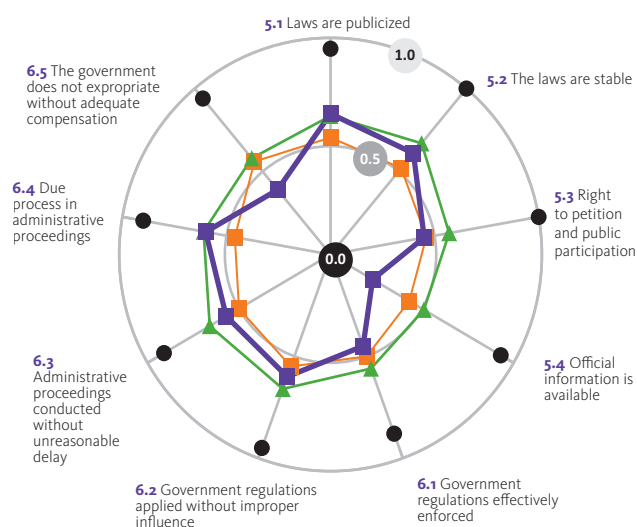 5.1 Laws are publicized
1.0
6.5 The government
does not expropriate
without adequate
compensation
5.2 The laws are stable
0.5
6.4 Due
process in
administrative
proceedings
5.3 Right
to petition
and public
participation
0.0
6.3
Administrative
proceedings
conducted
without
unreasonable
delay
5.4 Official
information is
available
6.2 Government regulations
applied without improper
influence
6.1 Government
regulations effectively
enforced